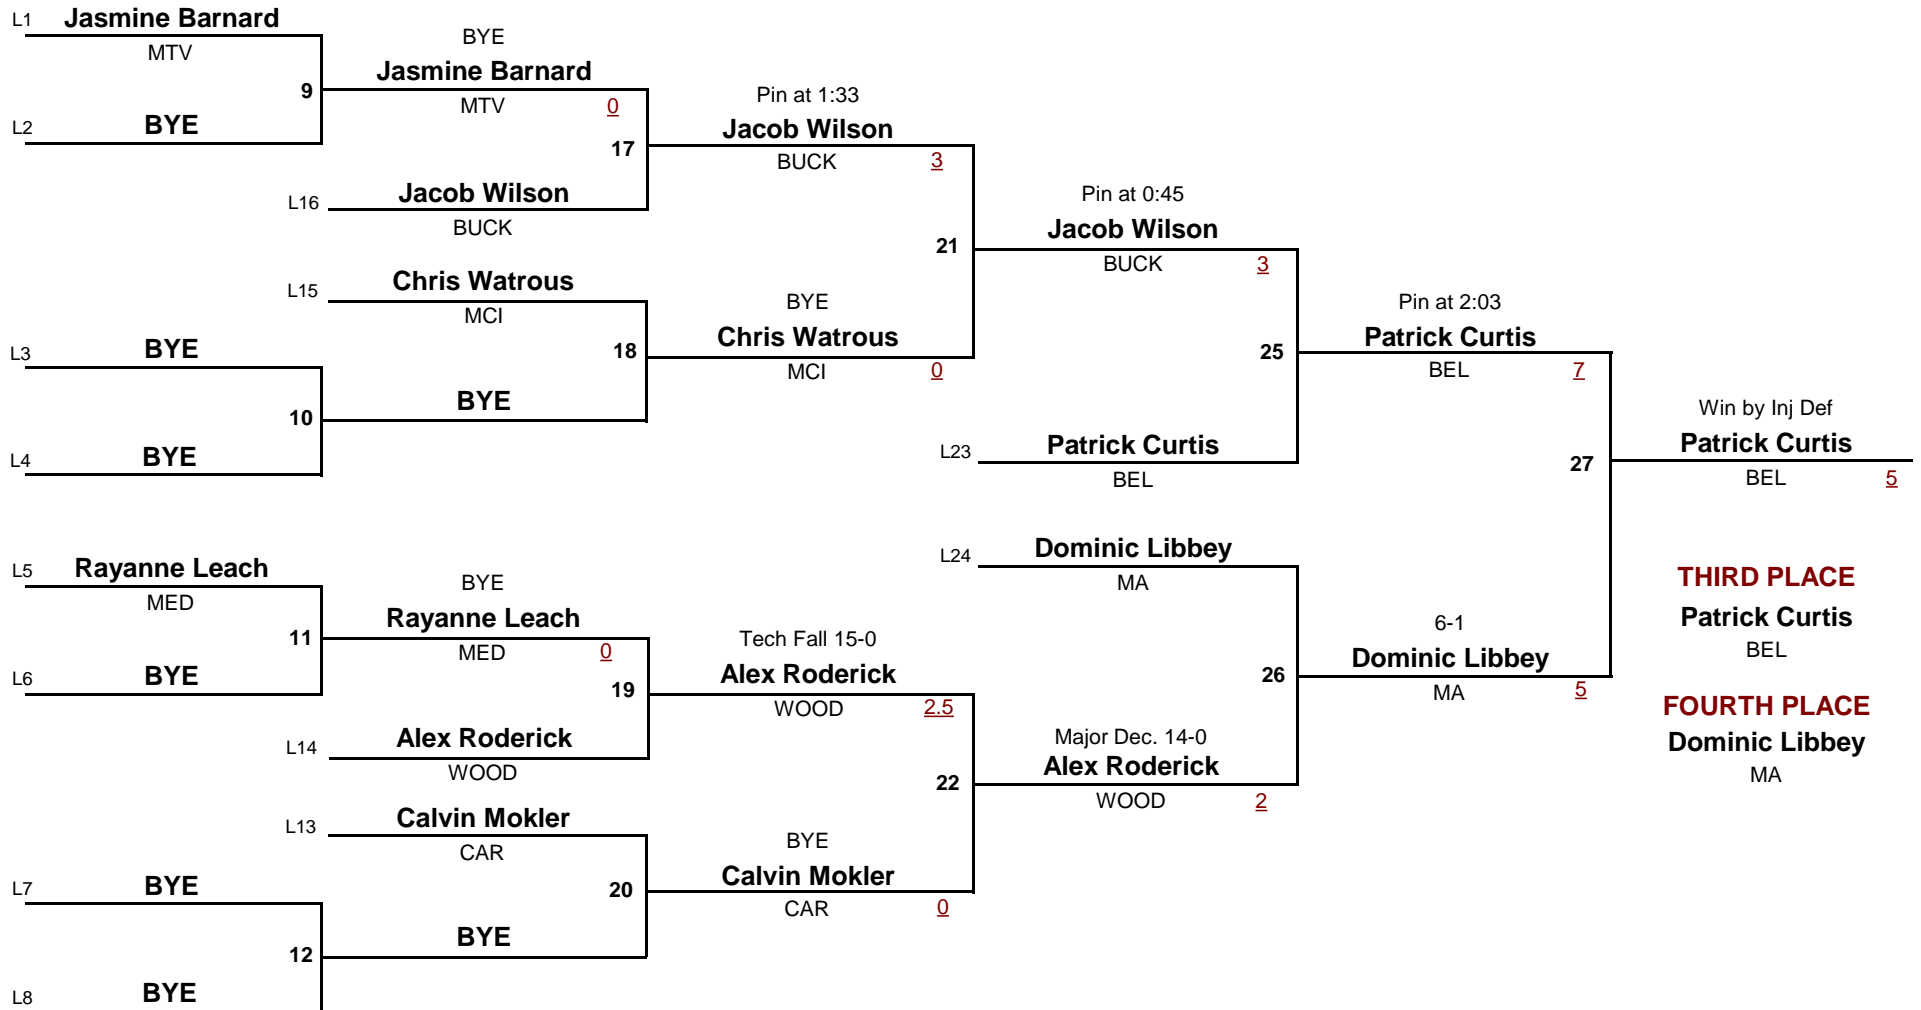 L1 Jasmine Barnard
MTV
9
L2 BYE
BYE
Jasmine Barnard
MTV 0
17
L16 Jacob Wilson
BUCK
Pin at 1:33
Jacob Wilson
BUCK 3
21
L15 Chris Watrous
MCI
18
L3 BYE
10
BYE
L4 BYE
BYE
Chris Watrous
MCI 0
Pin at 0:45
Jacob Wilson
BUCK 3
25
L23 Patrick Curtis
BEL
Pin at 2:03
Patrick Curtis
BEL 7
27
Win by Inj Def
Patrick Curtis
BEL 5
L5 Rayanne Leach
MED
11
L6 BYE
BYE
Rayanne Leach
MED 0
19
L14 Alex Roderick
WOOD
Tech Fall 15-0
Alex Roderick
WOOD 2.5
22
L13 Calvin Mokler
CAR
20
L7 BYE
12
BYE
L8 BYE
BYE
Calvin Mokler
CAR 0
L24 Dominic Libbey
MA
26
Major Dec. 14-0
Alex Roderick
WOOD 2
6-1
Dominic Libbey
MA 5
THIRD PLACE
Patrick Curtis
BEL
FOURTH PLACE
Dominic Libbey
MA